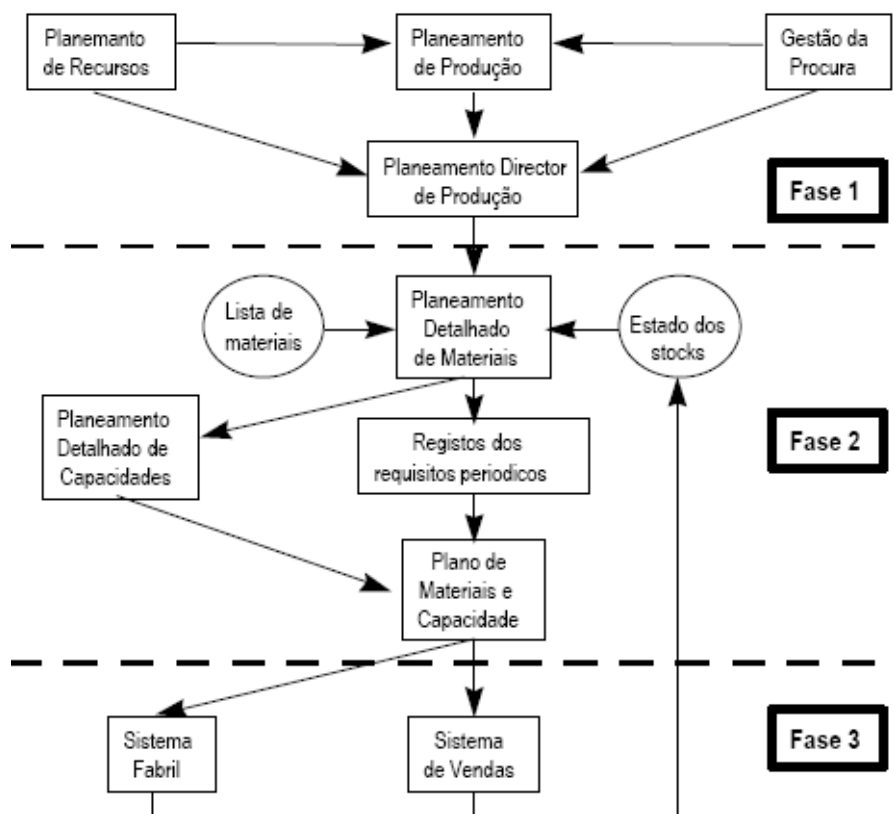 Planemanto
de Recursos
Planeamento
de Produção
Gestão da
Procura
Planeamento Director
de Produção
Fase 1
Lista de
materiais
Planeamento
Detalhado
de Materiais
Estado dos
stocks
Planeamento
Detalhado de
Capacidades
Registos dos
requisitos periodicos
Fase 2
Plano de
Materiais e
Capacidade
Sistema
Fabril
Sistema
de Vendas
Fase 3